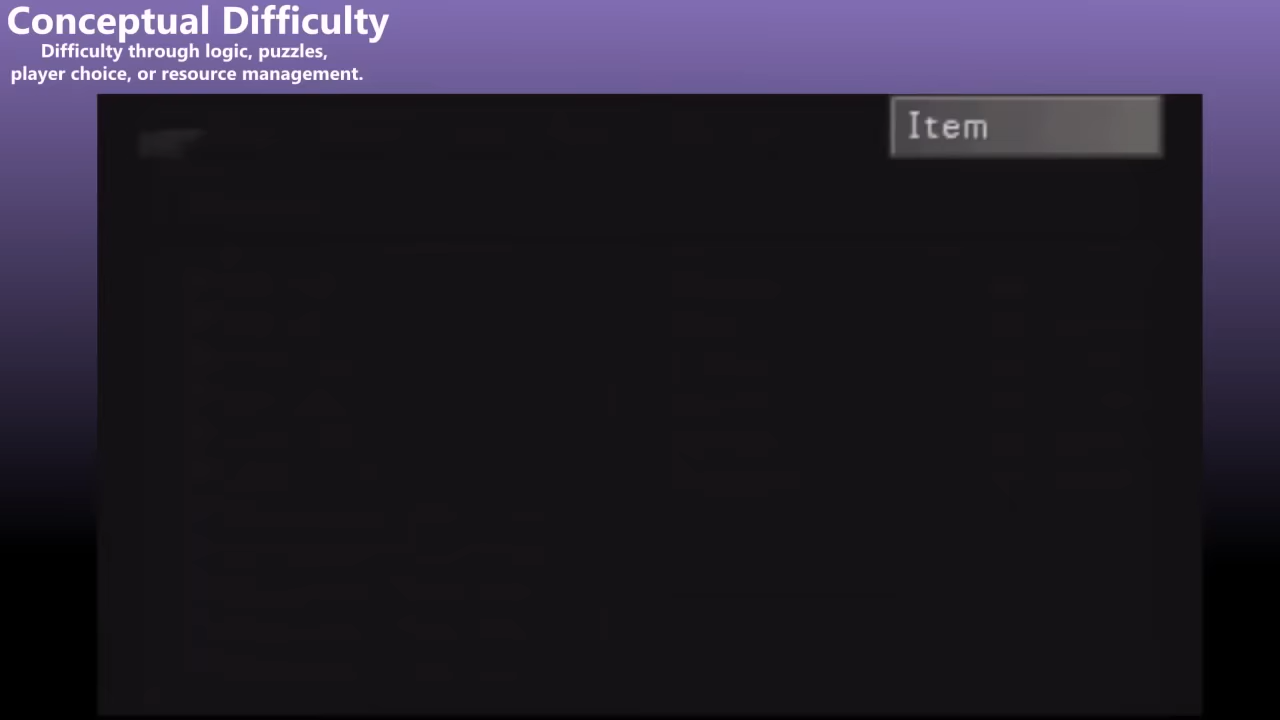 Conceptual Difficulty
Difficulty through logic, puzzles,
player choice, or resource management.
Item